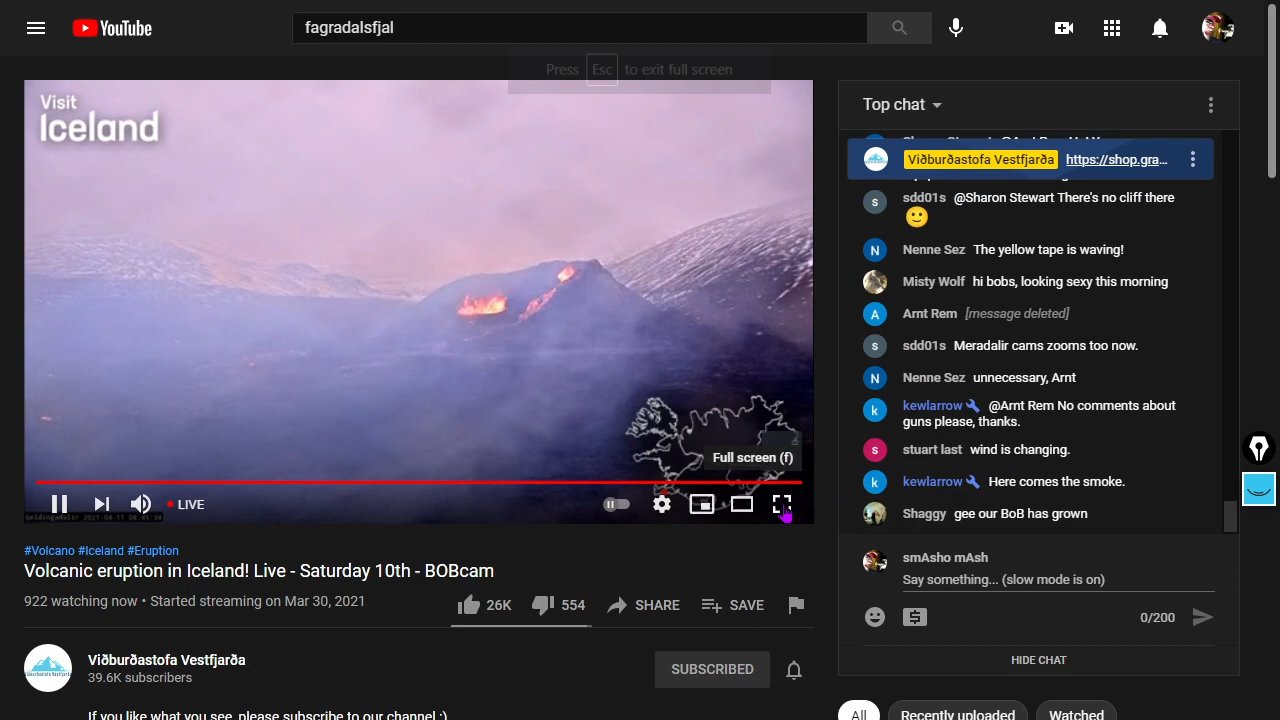 YouTube
fagradalsfjal
Press Esc to exit full screen
Visit
Iceland
Full screen (f)
LIVE
#Volcano #Iceland #Eruption
Volcanic eruption in Iceland! Live - Saturday 10th - BOBcam
922 watching now • Started streaming on Mar 30, 2021
26K
554
SHARE
SAVE
Viðburðastofa Vestfjarða
39.6K subscribers
SUBSCRIBED
If you like what you see, please subscribe to our channel :)
Top chat
Viðburðastofa Vestfjarða https://shop.gra...
sdd01s @Sharon Stewart There's no cliff there
Nenne Sez The yellow tape is waving!
Misty Wolf hi bobs, looking sexy this morning
Arnt Rem [message deleted]
sdd01s Meradalir cams zooms too now.
Nenne Sez unnecessary, Arnt
kewlarrow @Arnt Rem No comments about
guns please, thanks.
stuart last wind is changing.
kewlarrow Here comes the smoke.
Shaggy gee our BoB has grown
smAsho mAsh
Say something... (slow mode is on)
0/200
HIDE CHAT
All
Recently uploaded
Watched